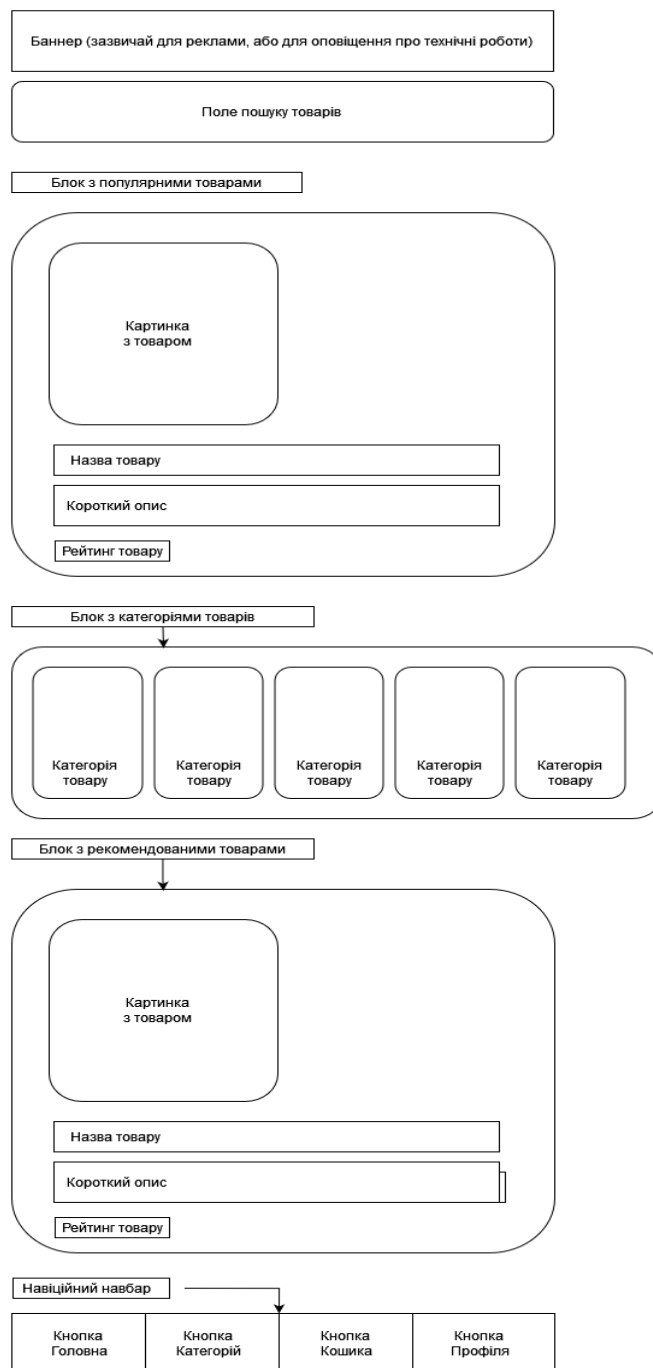 Баннер (зазвичай для реклами, або для оповіщення про технічні роботи)
Поле пошуку товарів
Блок з популярними товарами
Картинка
з товаром
Назва товару
Короткий опис
Рейтинг товару
Блок з категоріями товарів
Категорія
товару
Категорія
товару
Категорія
товару
Категорія
товару
Категорія
товару
Блок з рекомендованими товарами
Картинка
з товаром
Назва товару
Короткий опис
Рейтинг товару
Навіційний навбар
Кнопка
Головна
Кнопка
Категорій
Кнопка
Кошика
Кнопка
Профіля